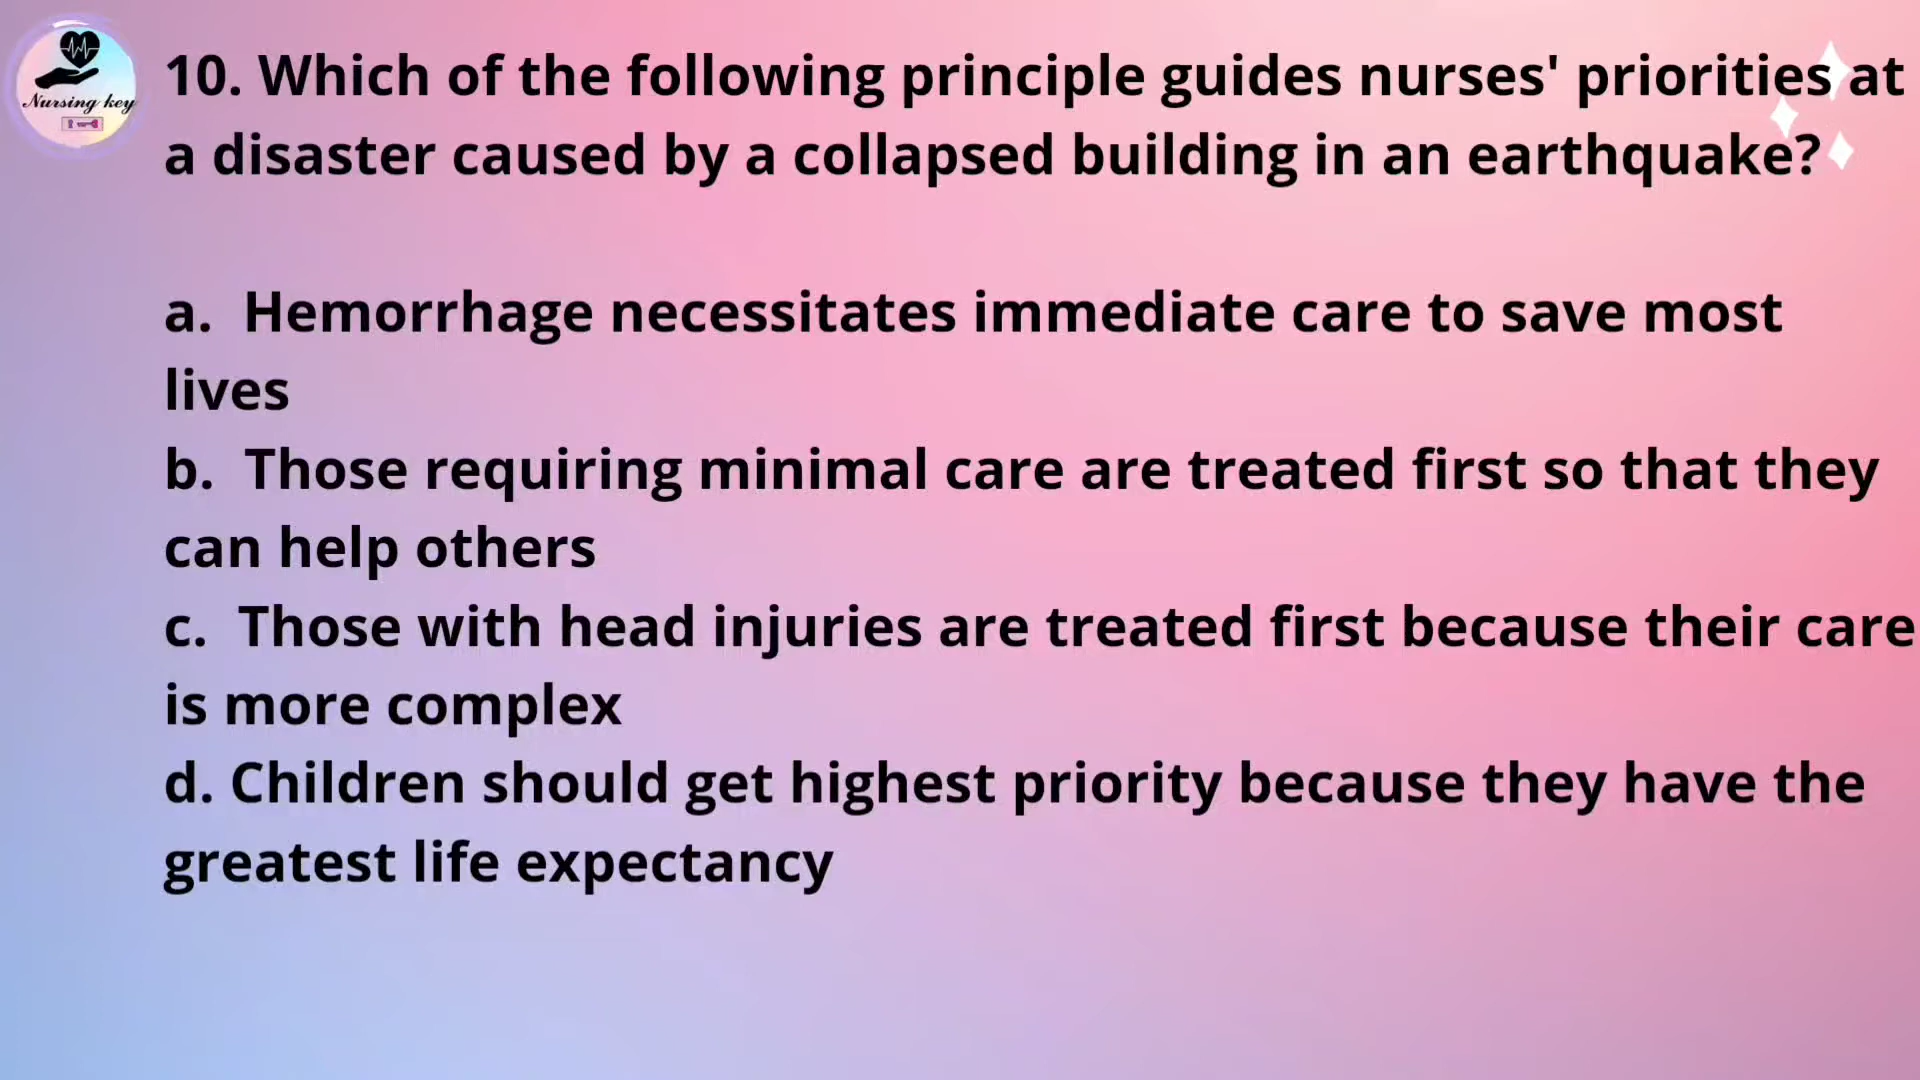 Nursing key
10. Which of the following principle guides nurses' priorities at
a disaster caused by a collapsed building in an earthquake?
a. Hemorrhage necessitates immediate care to save most
lives
b. Those requiring minimal care are treated first so that they
can help others
c. Those with head injuries are treated first because their care
is more complex
d. Children should get highest priority because they have the
greatest life expectancy